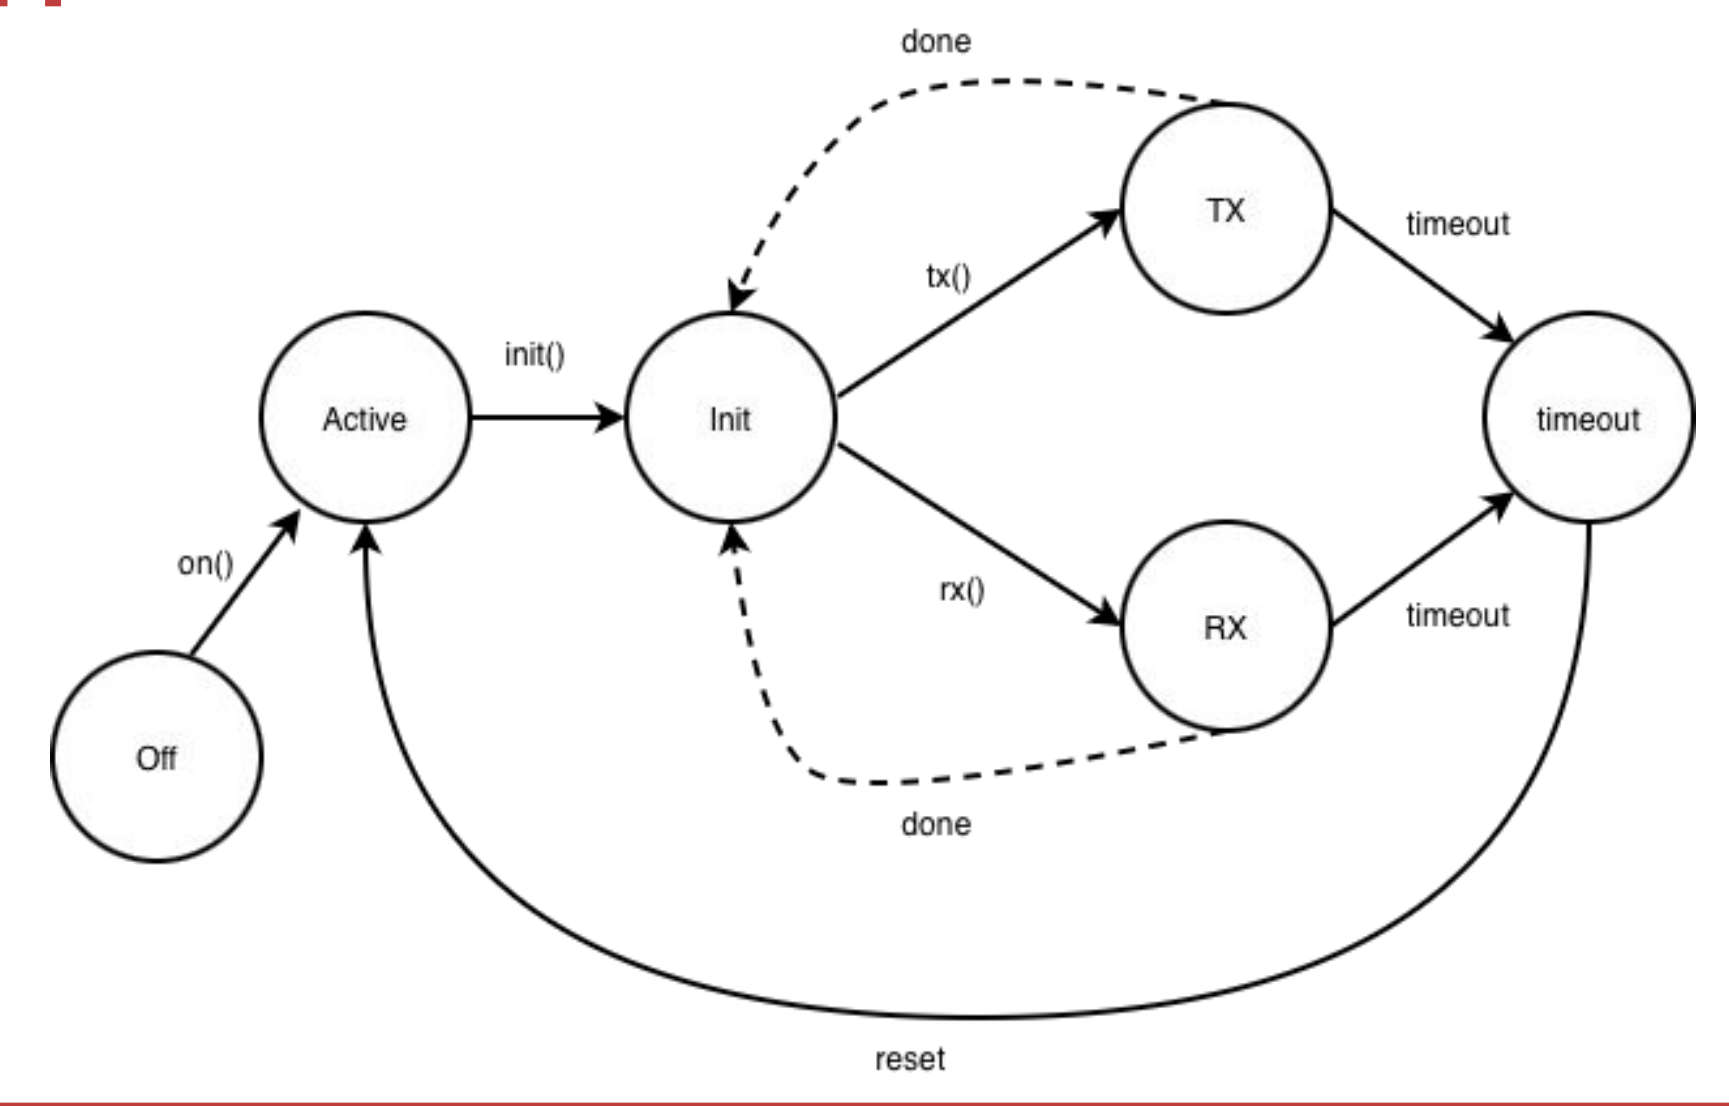 done
TX
timeout
tx()
init()
Active
Init
timeout
on()
rx()
RX
timeout
Off
done
reset